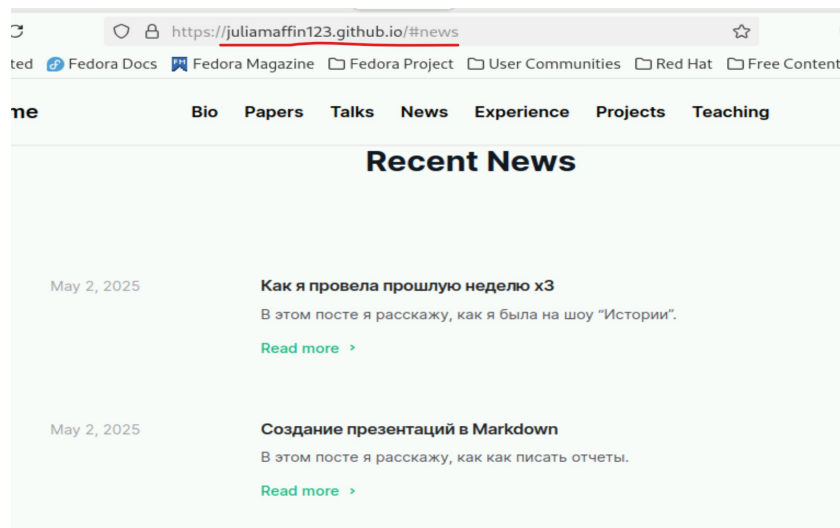 https://juliamaffin123.github.io/#news
ted Fedora Docs Fedora Magazine Fedora Project User Communities Red Hat Free Content
me Bio Papers Talks News Experience Projects Teaching
Recent News
May 2, 2025 Как я провела прошлую неделю x3
В этом посте я расскажу, как я была на шоу “Истории”.
Read more ›
May 2, 2025 Создание презентаций в Markdown
В этом посте я расскажу, как как писать отчеты.
Read more ›